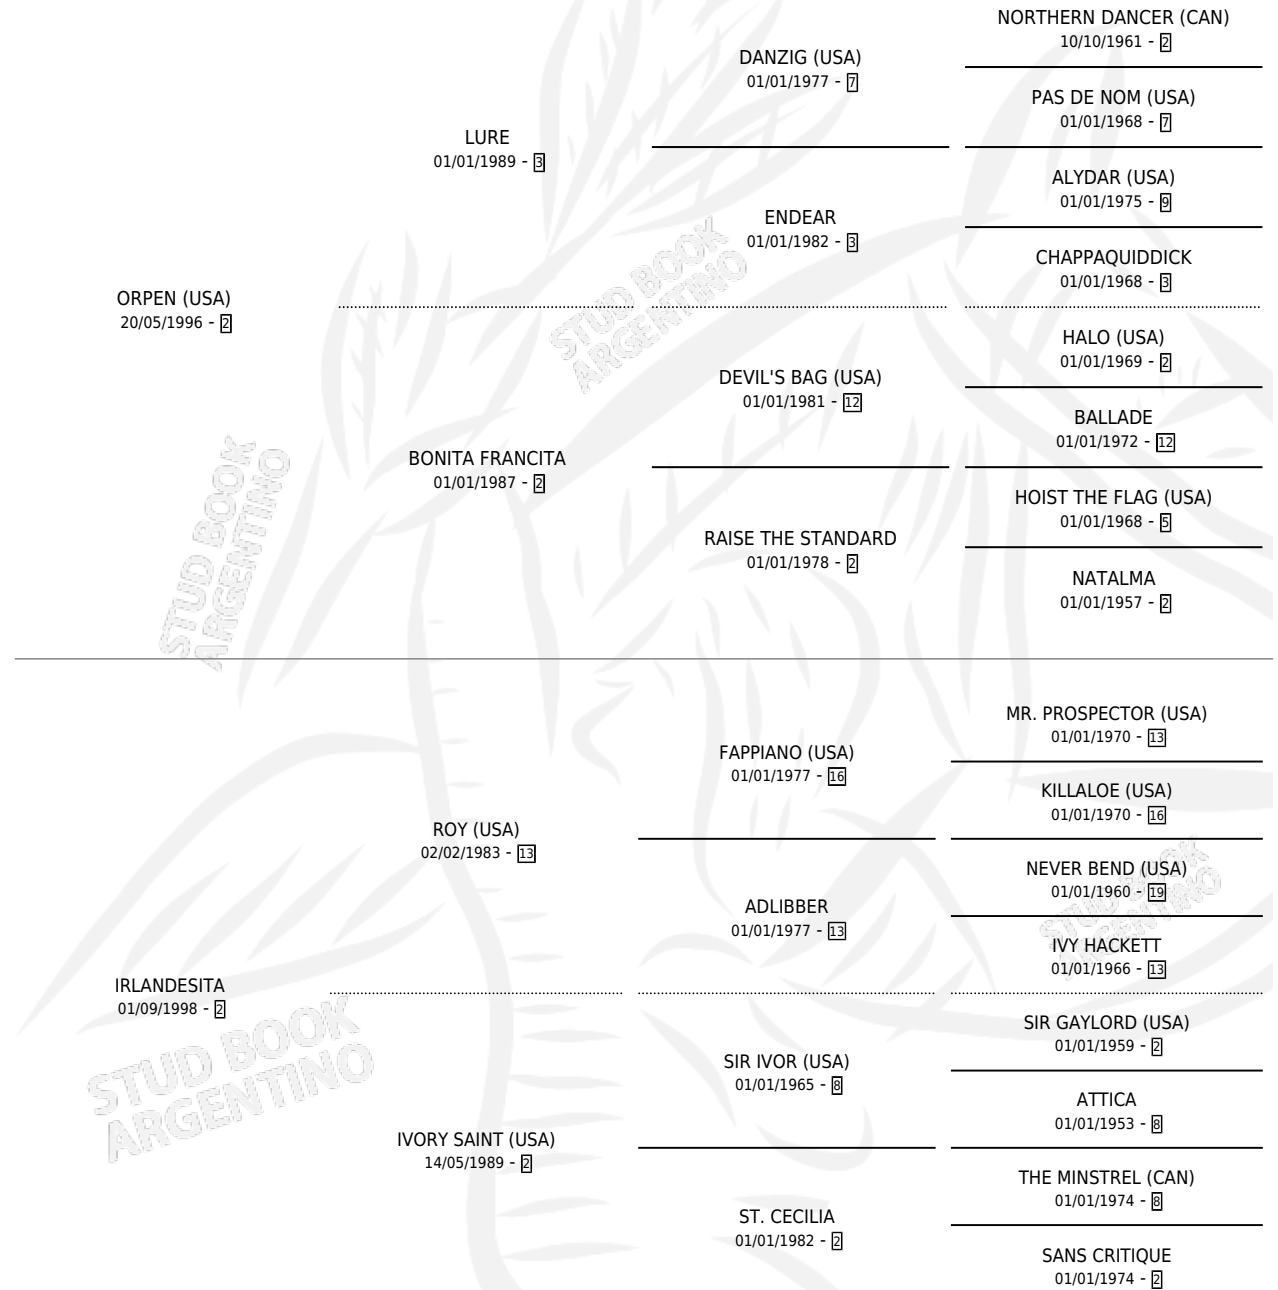 NORTHERN DANCER (CAN)
10/10/1961 - 2
DANZIG (USA)
01/01/1977 - 7
PAS DE NOM (USA)
01/01/1968 - 7
LURE
01/01/1989 - 3
ALYDAR (USA)
01/01/1975 - 9
ENDEAR
01/01/1982 - 3
CHAPPAQUIDDICK
01/01/1968 - 3
ORPEN (USA)
20/05/1996 - 2
HALO (USA)
01/01/1969 - 2
DEVIL'S BAG (USA)
01/01/1981 - 12
BALLADE
01/01/1972 - 12
BONITA FRANCITA
01/01/1987 - 2
HOIST THE FLAG (USA)
01/01/1968 - 5
RAISE THE STANDARD
01/01/1978 - 2
NATALMA
01/01/1957 - 2
MR. PROSPECTOR (USA)
01/01/1970 - 13
FAPPIANO (USA)
01/01/1977 - 16
KILLALOE (USA)
01/01/1970 - 16
ROY (USA)
02/02/1983 - 13
NEVER BEND (USA)
01/01/1960 - 19
ADLIBBER
01/01/1977 - 13
IVY HACKETT
01/01/1966 - 13
IRLANDESITA
01/09/1998 - 2
SIR GAYLORD (USA)
01/01/1959 - 2
SIR IVOR (USA)
01/01/1965 - 8
ATTICA
01/01/1953 - 8
IVORY SAINT (USA)
14/05/1989 - 2
THE MINSTREL (CAN)
01/01/1974 - 8
ST. CECILIA
01/01/1982 - 2
SANS CRITIQUE
01/01/1974 - 2
STUD BOOK
ARGENTINO
STUD BOOK
ARGENTINO
STUD BOOK
ARGENTINO
STUD BOOK
ARGENTINO